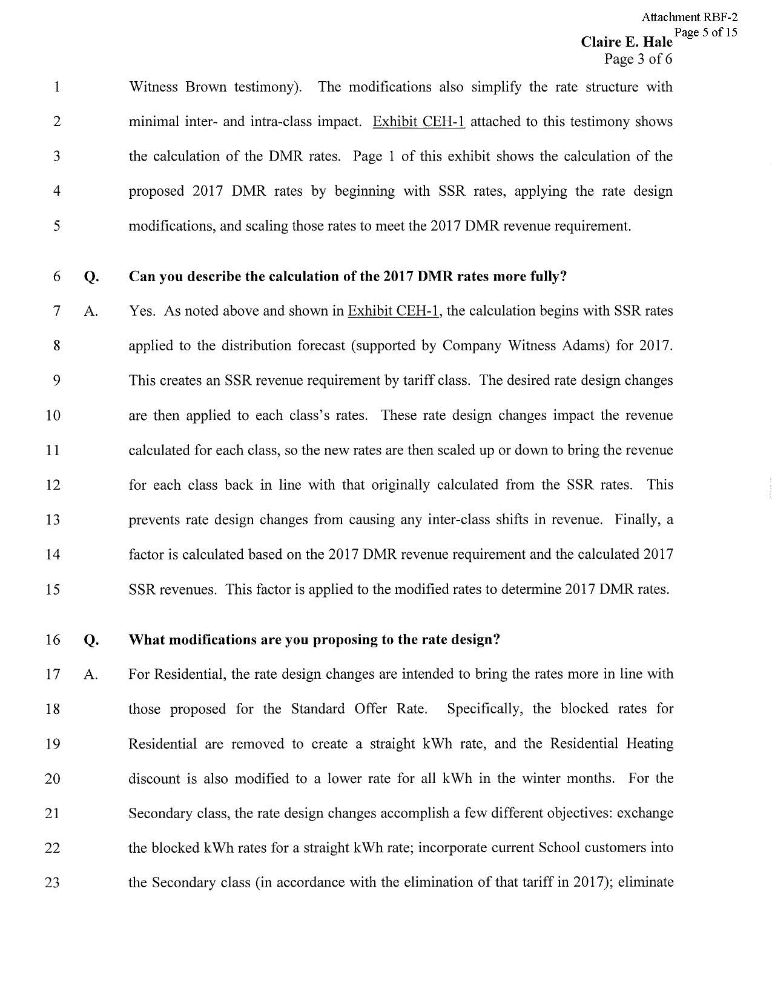 Attachment RBF-2
Page 5 of 15
Claire E. Hale
Page 3 of 6
1 Witness Brown testimony). The modifications also simplify the rate structure with
2 minimal inter- and intra-class impact. Exhibit CEH-1 attached to this testimony shows
3 the calculation of the DMR rates. Page 1 of this exhibit shows the calculation of the
4 proposed 2017 DMR rates by beginning with SSR rates, applying the rate design
5 modifications, and scaling those rates to meet the 2017 DMR revenue requirement.
6 Q. Can you describe the calculation of the 2017 DMR rates more fully?
7 A. Yes. As noted above and shown in Exhibit CEH-1, the calculation begins with SSR rates
8 applied to the distribution forecast (supported by Company Witness Adams) for 2017.
9 This creates an SSR revenue requirement by tariff class. The desired rate design changes
10 are then applied to each class's rates. These rate design changes impact the revenue
11 calculated for each class, so the new rates are then scaled up or down to bring the revenue
12 for each class back in line with that originally calculated from the SSR rates. This
13 prevents rate design changes from causing any inter-class shifts in revenue. Finally, a
14 factor is calculated based on the 2017 DMR revenue requirement and the calculated 2017
15 SSR revenues. This factor is applied to the modified rates to determine 2017 DMR rates.
16 Q. What modifications are you proposing to the rate design?
17 A. For Residential, the rate design changes are intended to bring the rates more in line with
18 those proposed for the Standard Offer Rate. Specifically, the blocked rates for
19 Residential are removed to create a straight kWh rate, and the Residential Heating
20 discount is also modified to a lower rate for all kWh in the winter months. For the
21 Secondary class, the rate design changes accomplish a few different objectives: exchange
22 the blocked kWh rates for a straight kWh rate; incorporate current School customers into
23 the Secondary class (in accordance with the elimination of that tariff in 2017); eliminate